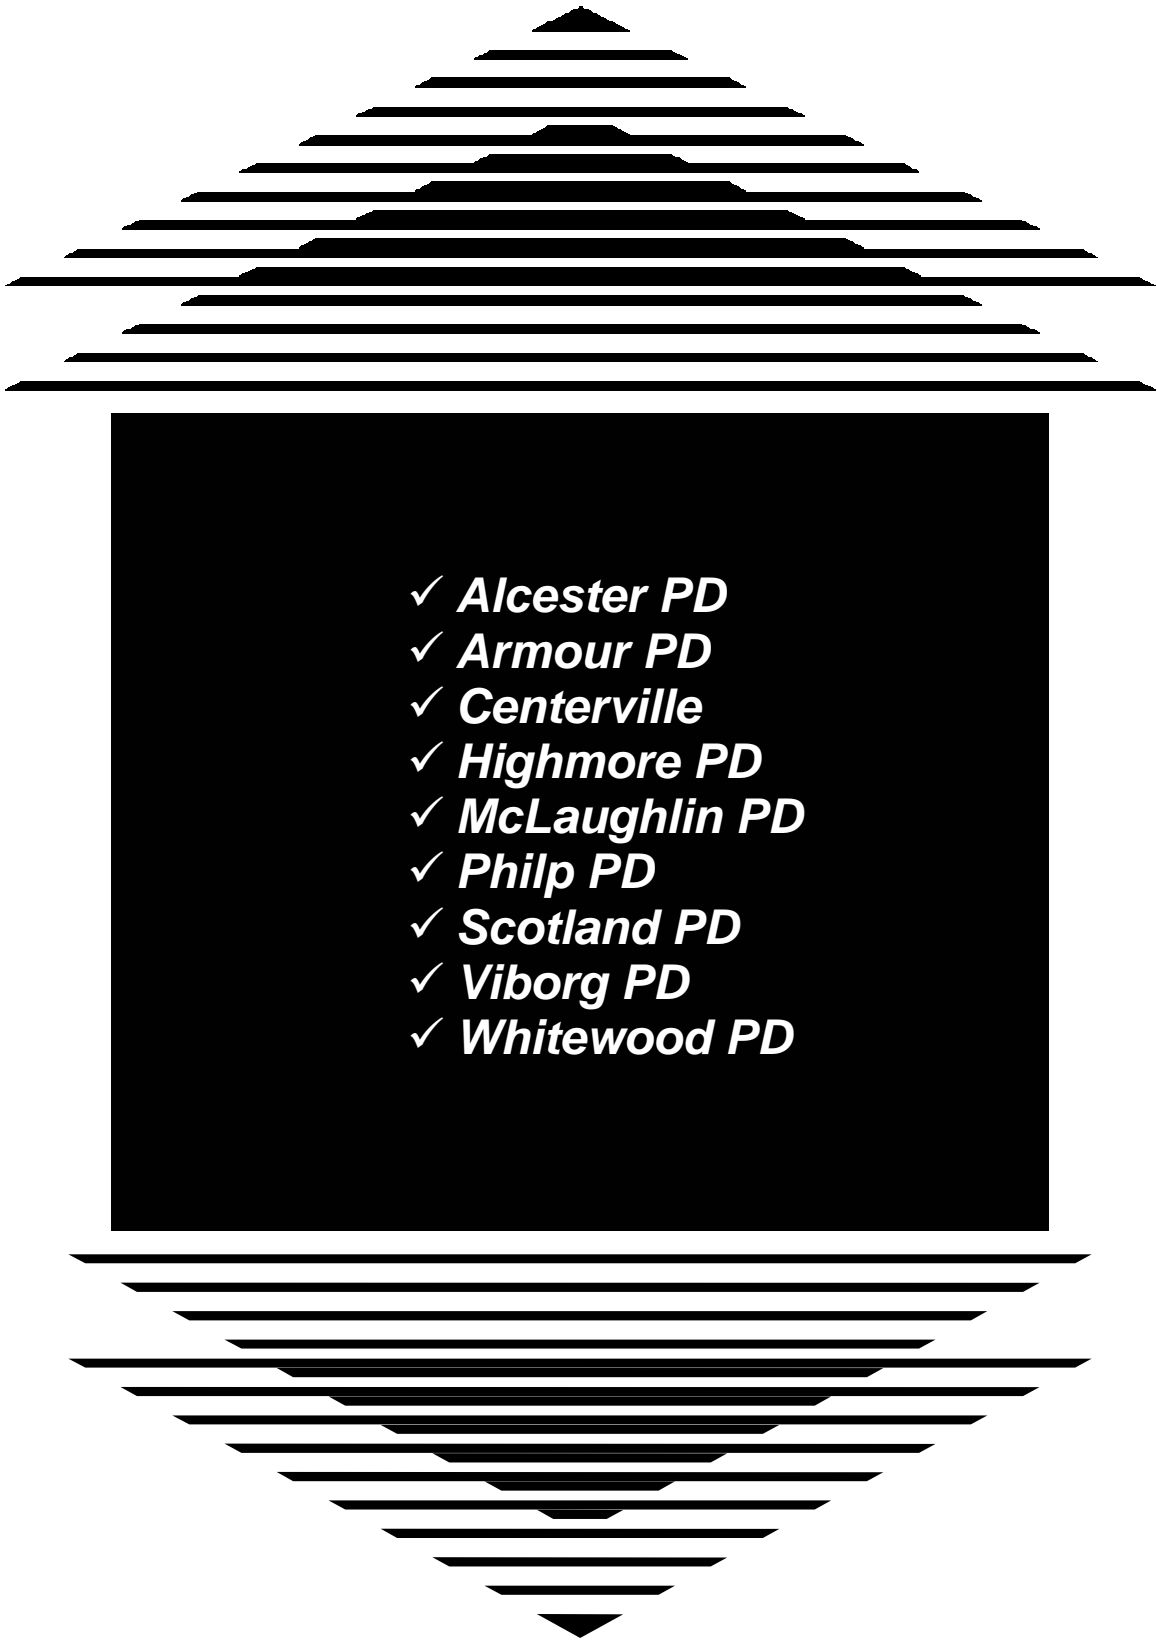 ✓ Alcester PD
✓ Armour PD
✓ Centerville
✓ Highmore PD
✓ McLaughlin PD
✓ Philp PD
✓ Scotland PD
✓ Viborg PD
✓ Whitewood PD